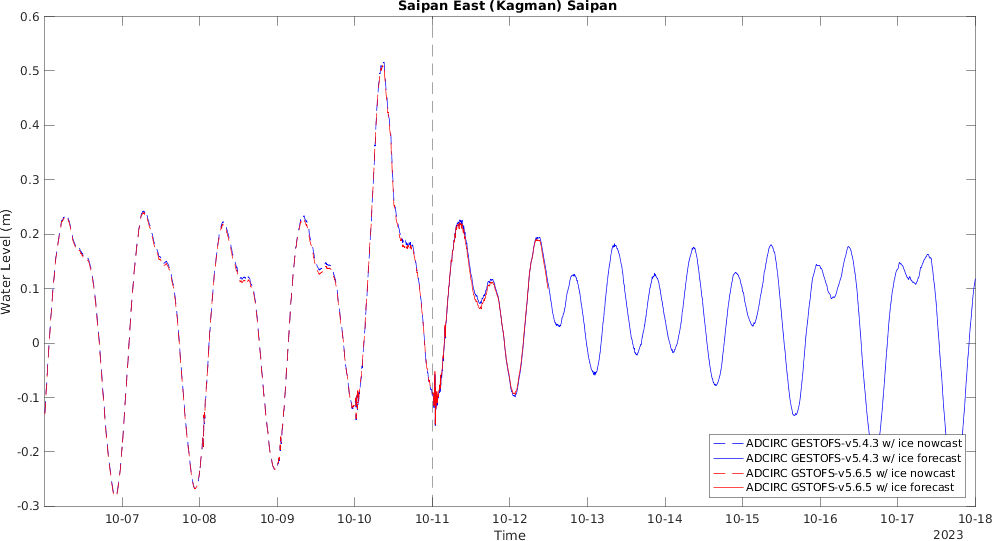 Saipan East (Kagman) Saipan
0.6
0.5
0.4
0.3
0.2
0.1
0
-0.1
-0.2
-0.3
Water Level (m)
10-07 10-08 10-09 10-10 10-11 10-12 10-13 10-14 10-15 10-16 10-17 10-18
Time
2023
ADCIRC GESTOFS-v5.4.3 w/ ice nowcast
ADCIRC GESTOFS-v5.4.3 w/ ice forecast
ADCIRC GSTOFS-v5.6.5 w/ ice nowcast
ADCIRC GSTOFS-v5.6.5 w/ ice forecast